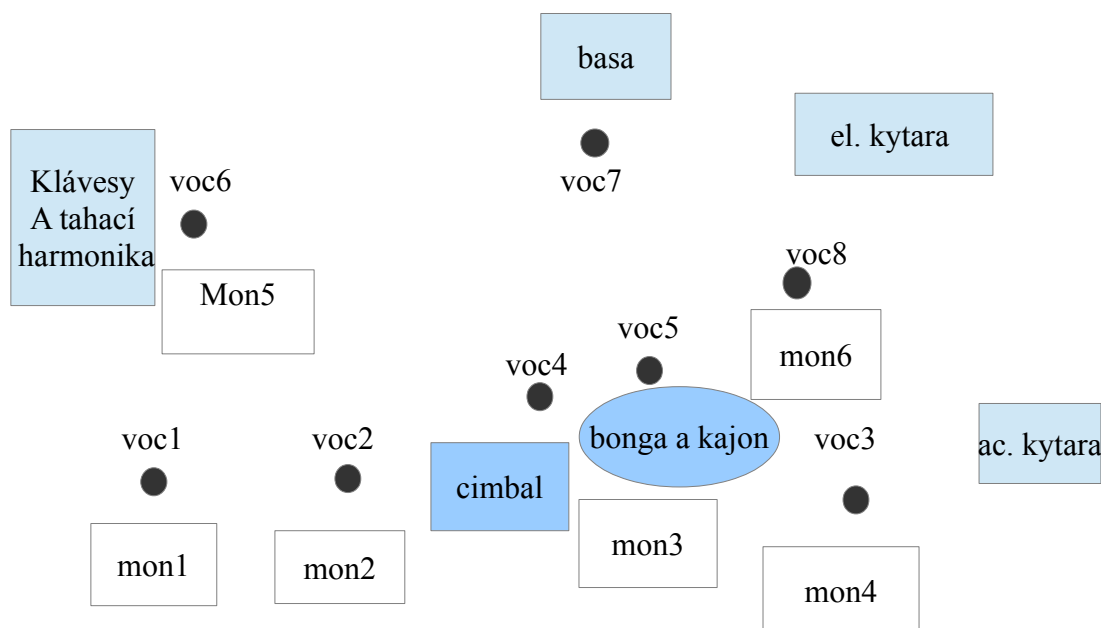 basa
el. kytara
Klávesy
A tahací
harmonika
voc6
voc7
Mon5
voc8
voc5
mon6
voc4
voc1
voc2
bonga a kajon
voc3
ac. kytara
cimbal
mon1
mon2
mon3
mon4